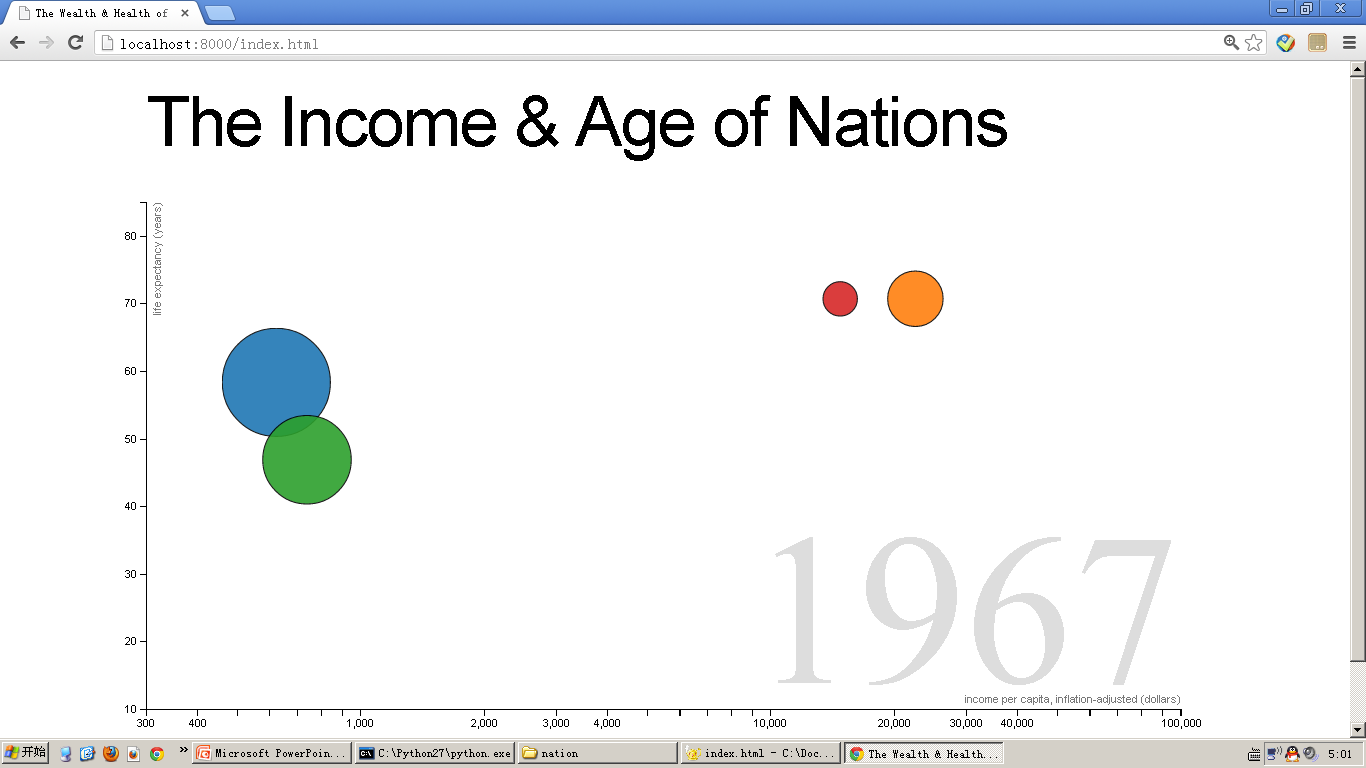 The Wealth & Health of
localhost:8000/index.html
The Income & Age of Nations
life expectancy (years)
80
70
60
50
40
30
20
10
1967
income per capita, inflation-adjusted (dollars)
300 400 1,000 2,000 3,000 4,000 10,000 20,000 30,000 40,000 100,000
开始 » Microsoft PowerPoin... C:\Python27\python.exe nation index.html - C:\Doc... The Wealth & Health... 5:01